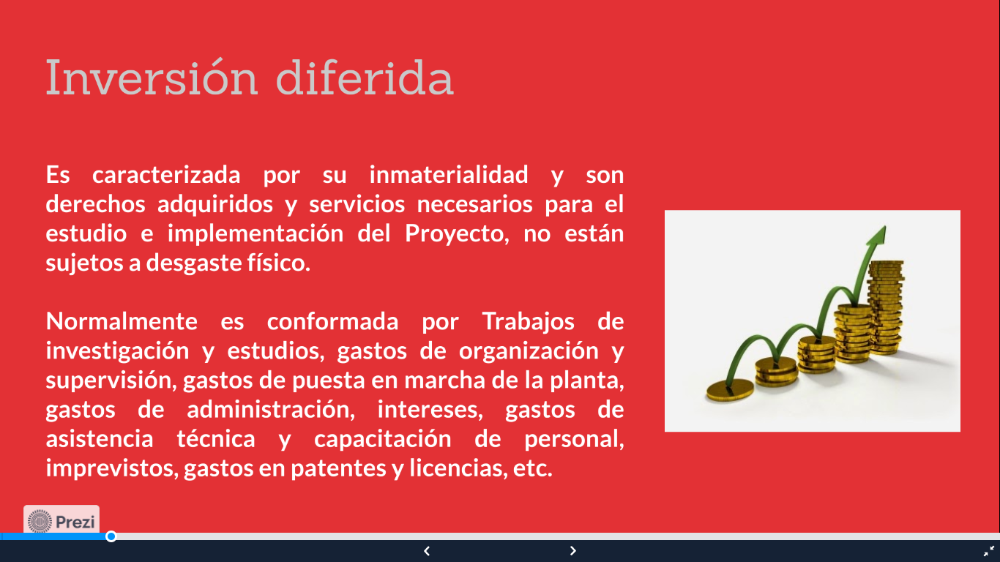 Inversión diferida
Es caracterizada por su inmaterialidad y son
derechos adquiridos y servicios necesarios para el
estudio e implementación del Proyecto, no están
sujetos a desgaste físico.
Normalmente es conformada por Trabajos de
investigación y estudios, gastos de organización y
supervisión, gastos de puesta en marcha de la planta,
gastos de administración, intereses, gastos de
asistencia técnica y capacitación de personal,
imprevistos, gastos en patentes y licencias, etc.
Prezi